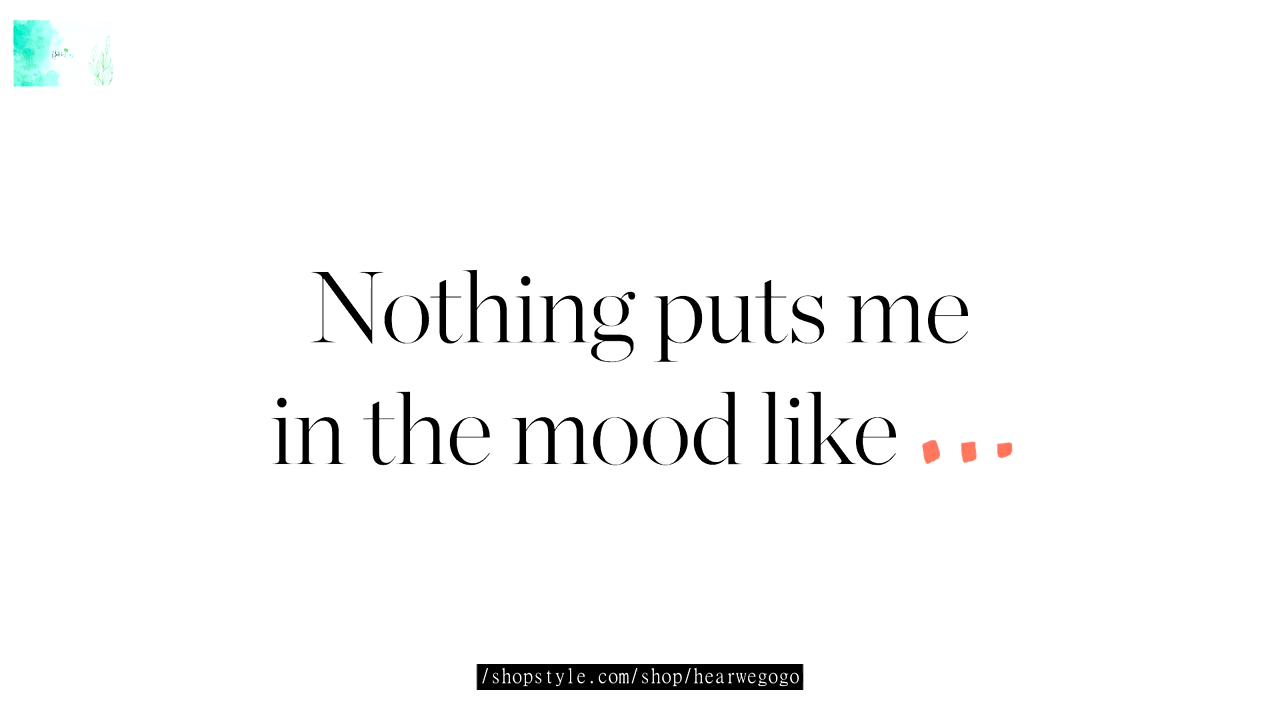 Nothing puts me
in the mood like ...
/shopstyle.com/shop/hearwegogo